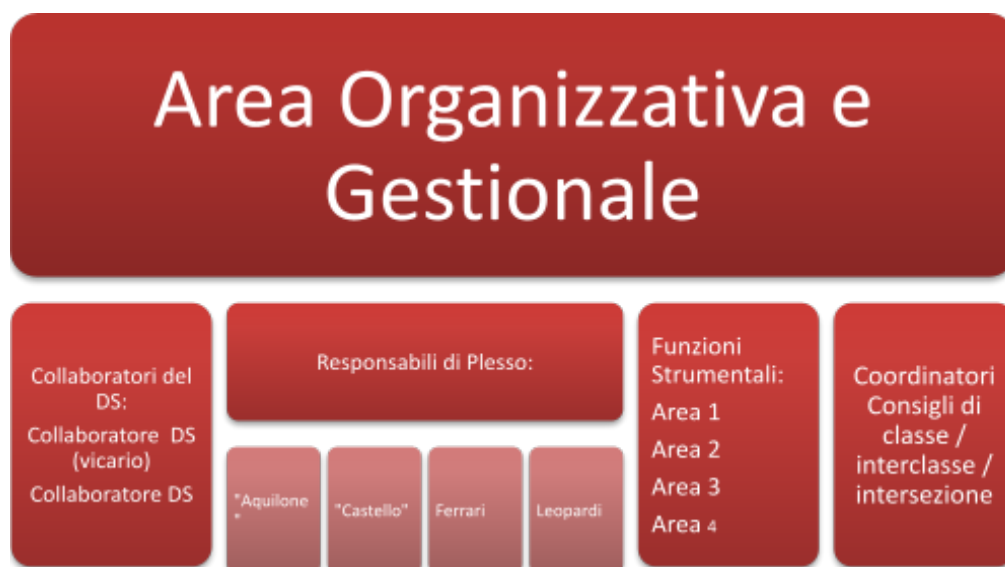 Area Organizzativa e
Gestionale
Collaboratori del
DS:
Collaboratore DS
(vicario)
Collaboratore DS
Responsabili di Plesso:
"Aquilone
"
"Castello"
Ferrari
Leopardi
Funzioni
Strumentali:
Area 1
Area 2
Area 3
Area 4
Coordinatori
Consigli di
classe /
interclasse /
intersezione